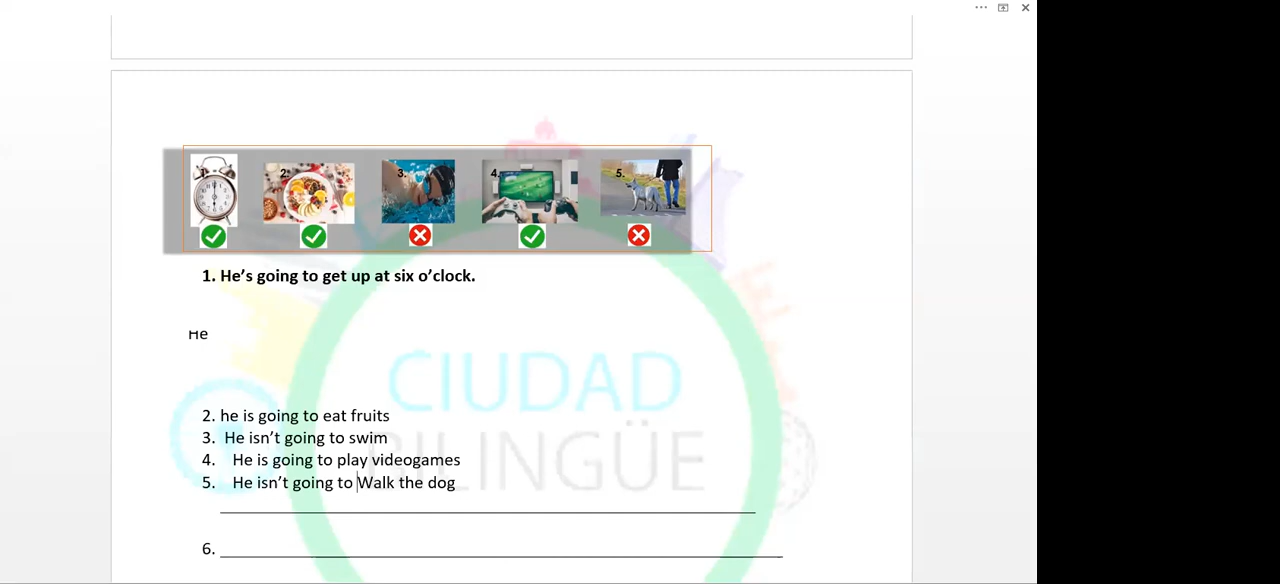 2.
3.
4.
5.
1. He's going to get up at six o'clock.
He
2. he is going to eat fruits
3. He isn't going to swim
4. He is going to play videogames
5. He isn't going to Walk the dog
6.
CIUDAD
BILINGÜE